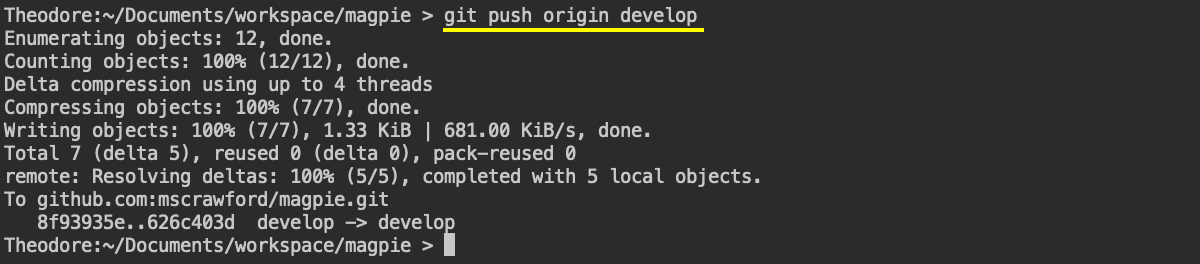 Theodore:~/Documents/workspace/magpie > git push origin develop
Enumerating objects: 12, done.
Counting objects: 100% (12/12), done.
Delta compression using up to 4 threads
Compressing objects: 100% (7/7), done.
Writing objects: 100% (7/7), 1.33 KiB | 681.00 KiB/s, done.
Total 7 (delta 5), reused 0 (delta 0), pack-reused 0
remote: Resolving deltas: 100% (5/5), completed with 5 local objects.
To github.com:mscrawford/magpie.git
   8f93935e..626c403d  develop -> develop
Theodore:~/Documents/workspace/magpie >